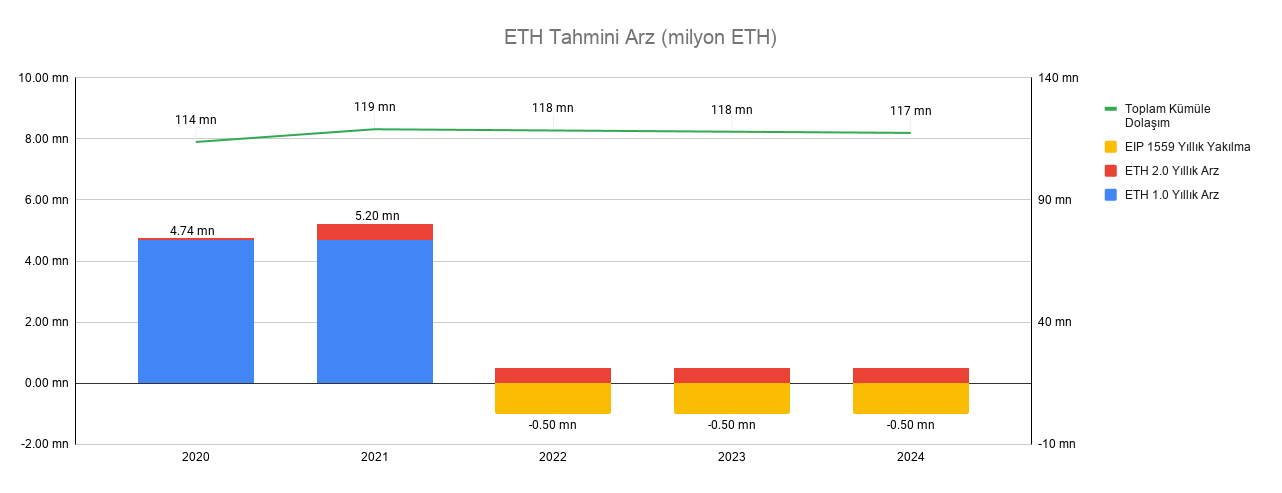 ETH Tahmini Arz (milyon ETH)
10.00 mn
8.00 mn
6.00 mn
4.00 mn
2.00 mn
0.00 mn
-2.00 mn
140 mn
90 mn
40 mn
-10 mn
114 mn
119 mn
118 mn
118 mn
117 mn
4.74 mn
5.20 mn
-0.50 mn
-0.50 mn
-0.50 mn
2020
2021
2022
2023
2024
Toplam Kümüle
Dolaşım
EIP 1559 Yıllık Yakılma
ETH 2.0 Yıllık Arz
ETH 1.0 Yıllık Arz